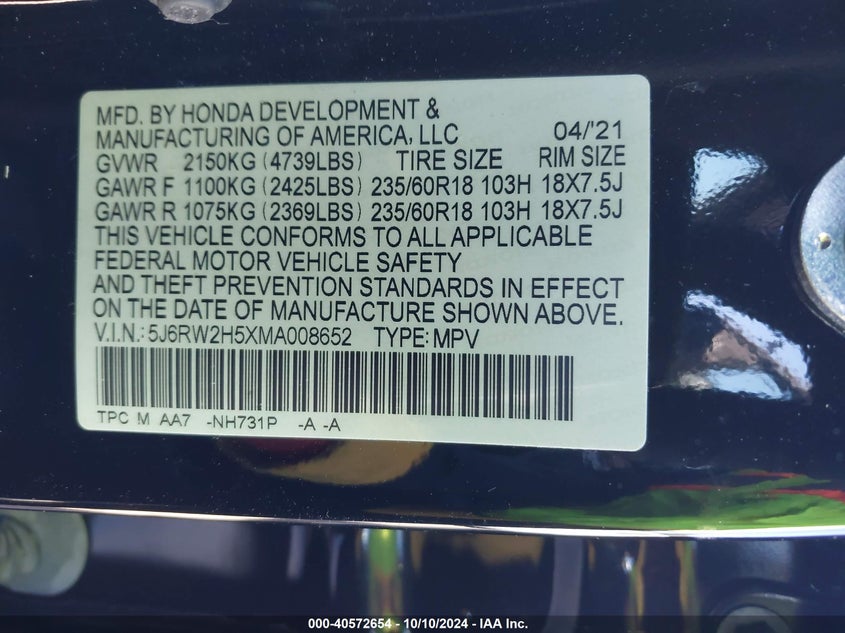 MFD. BY HONDA DEVELOPMENT &
MANUFACTURING OF AMERICA, LLC 04/'21
GVWR 2150KG (4739LBS) TIRE SIZE RIM SIZE
GAWR F 1100KG (2425LBS) 235/60R18 103H 18X7.5J
GAWR R 1075KG (2369LBS) 235/60R18 103H 18X7.5J
THIS VEHICLE CONFORMS TO ALL APPLICABLE
FEDERAL MOTOR VEHICLE SAFETY
AND THEFT PREVENTION STANDARDS IN EFFECT
ON THE DATE OF MANUFACTURE SHOWN ABOVE.
V.I.N.: 5J6RW2H5XMA008652 TYPE: MPV
TPC M AA7 -NH731P -A -A
000-40572654 - 10/10/2024 - IAA Inc.